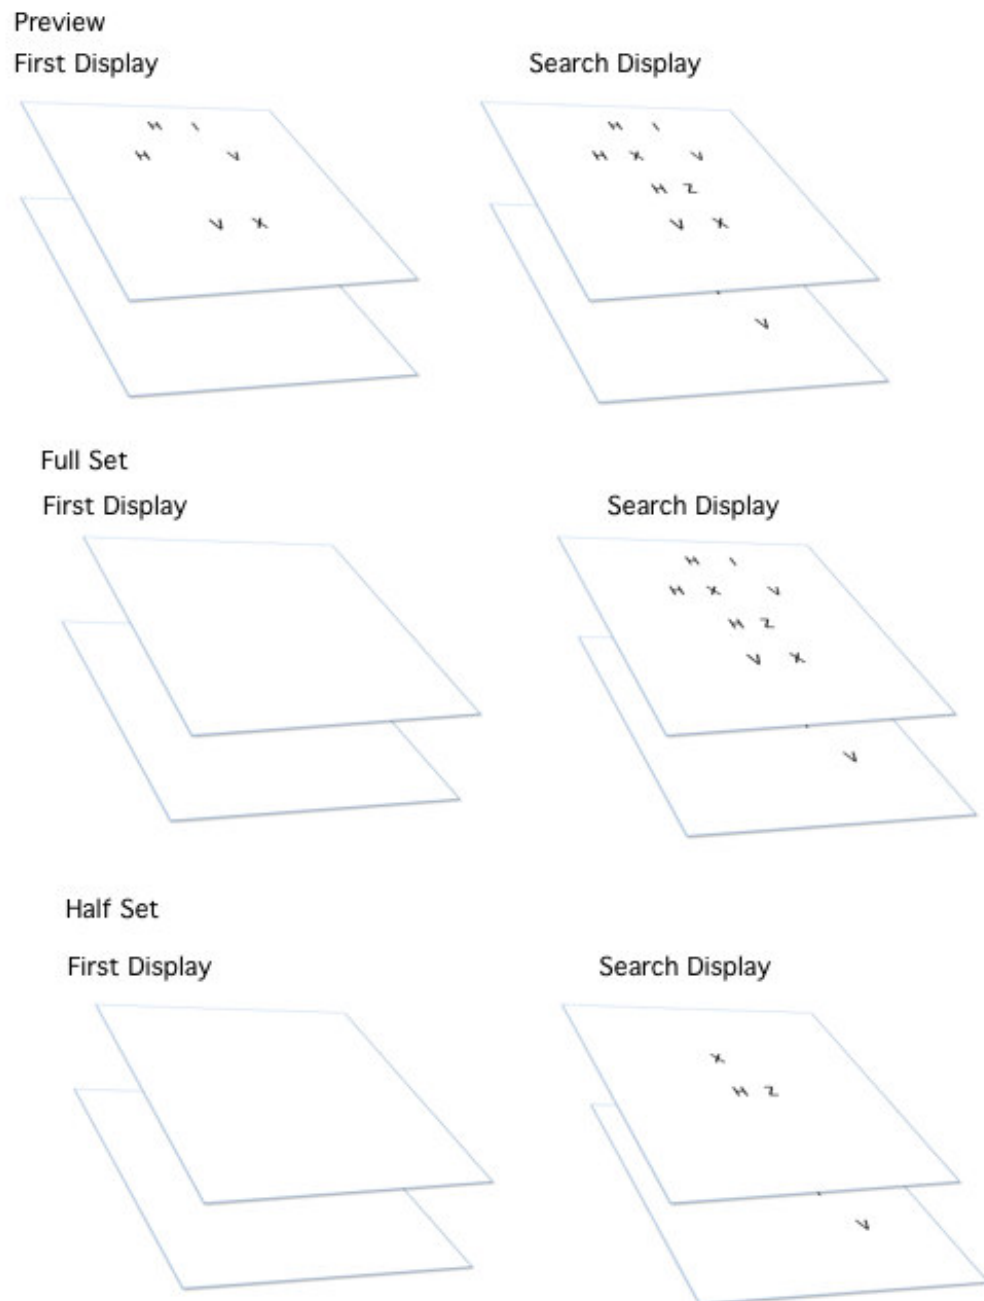 Preview
First Display
Search Display
H I
H V
V X
H I
H X V
H Z
V X
V
Full Set
First Display
Search Display
H I
H X V
H Z
V X
V
Half Set
First Display
Search Display
X
H Z
V